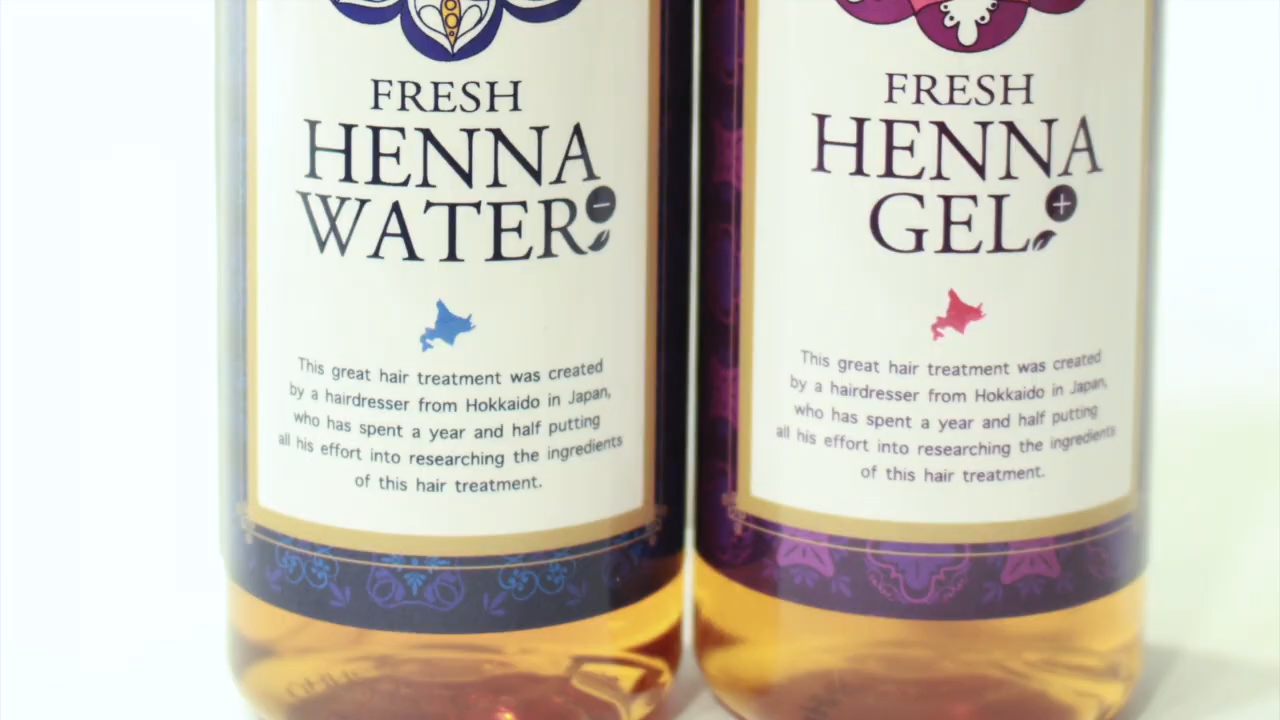 FRESH
HENNA
WATER
This great hair treatment was created
by a hairdresser from Hokkaido in Japan,
who has spent a year and half putting
all his effort into researching the ingredients
of this hair treatment.
FRESH
HENNA
GEL
This great hair treatment was created
by a hairdresser from Hokkaido in Japan,
who has spent a year and half putting
all his effort into researching the ingredients
of this hair treatment.